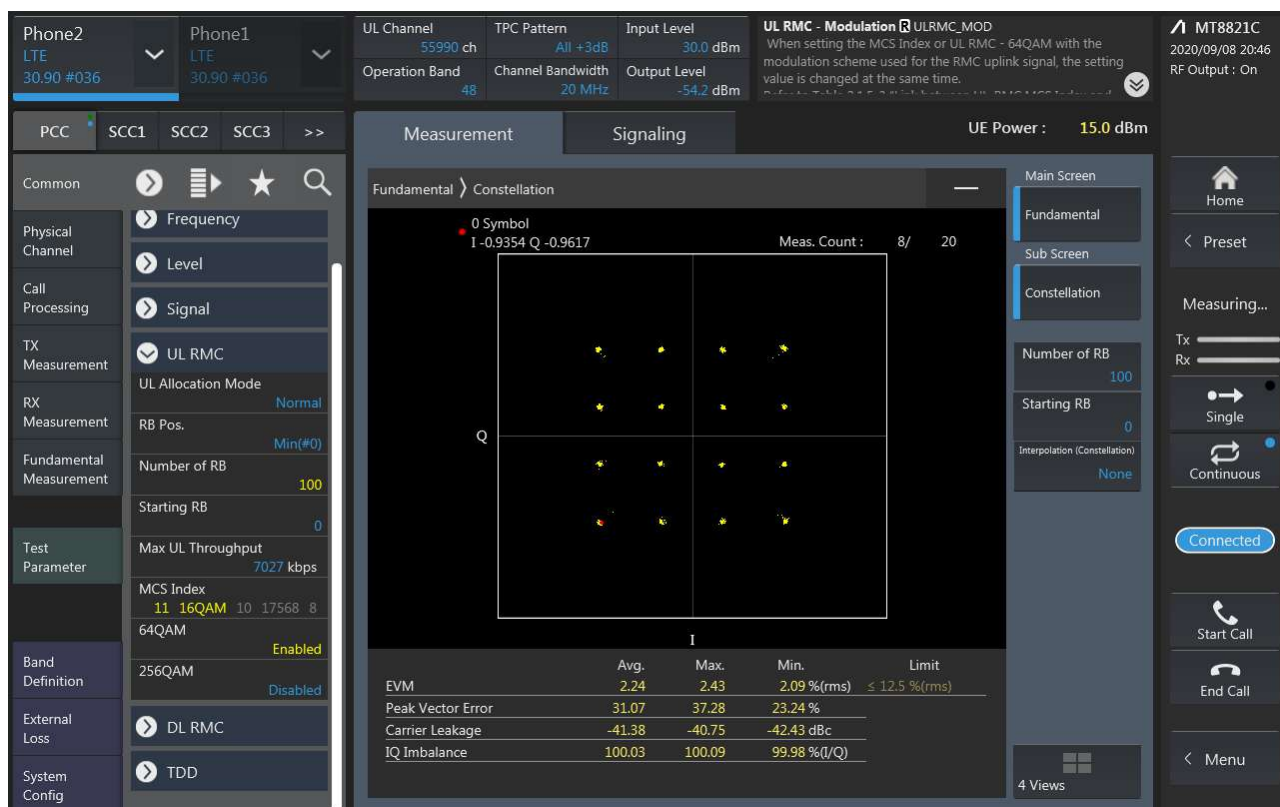 Phone2
LTE
30.90 #036
Phone1
LTE
30.90 #036
UL Channel
55990 ch
TPC Pattern
All +3dB
Input Level
30.0 dBm
Operation Band
48
Channel Bandwidth
20 MHz
Output Level
-54.2 dBm
UL RMC - Modulation R ULRMC_MOD
When setting the MCS Index or UL RMC - 64QAM with the
modulation scheme used for the RMC uplink signal, the setting
value is changed at the same time.
MT8821C
2020/09/08 20:46
RF Output : On
PCC SCC1 SCC2 SCC3 >>
Measurement
Signaling
UE Power : 15.0 dBm
Common
Physical
Channel
Call
Processing
TX
Measurement
RX
Measurement
Fundamental
Measurement
Test
Parameter
Band
Definition
External
Loss
System
Config
Frequency
Level
Signal
UL RMC
UL Allocation Mode
Normal
RB Pos.
Min(#0)
Number of RB
100
Starting RB
0
Max UL Throughput
7027 kbps
MCS Index
11 16QAM 10 17568 8
64QAM
Enabled
256QAM
Disabled
DL RMC
TDD
Fundamental 〉 Constellation
0 Symbol
I -0.9354 Q -0.9617
Meas. Count : 8/ 20
Q
I
Avg. Max. Min. Limit
EVM 2.24 2.43 2.09 %(rms) ≤ 12.5 %(rms)
Peak Vector Error 31.07 37.28 23.24 %
Carrier Leakage -41.38 -40.75 -42.43 dBc
IQ Imbalance 100.03 100.09 99.98 %(I/Q)
Main Screen
Fundamental
Sub Screen
Constellation
Number of RB
100
Starting RB
0
Interpolation (Constellation)
None
4 Views
Home
< Preset
Measuring...
Tx
Rx
Single
Continuous
Connected
Start Call
End Call
< Menu